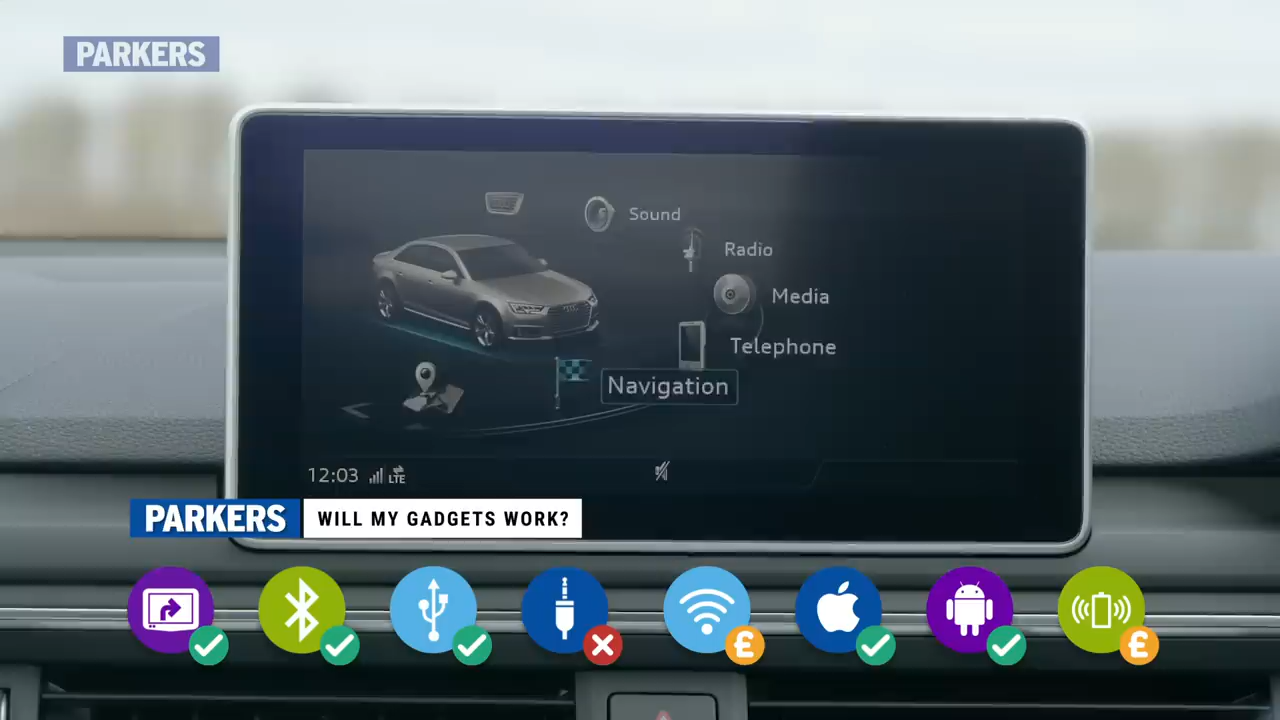 PARKERS
Sound
Radio
Media
Telephone
Navigation
12:03
LTE
PARKERS
WILL MY GADGETS WORK?
£
£